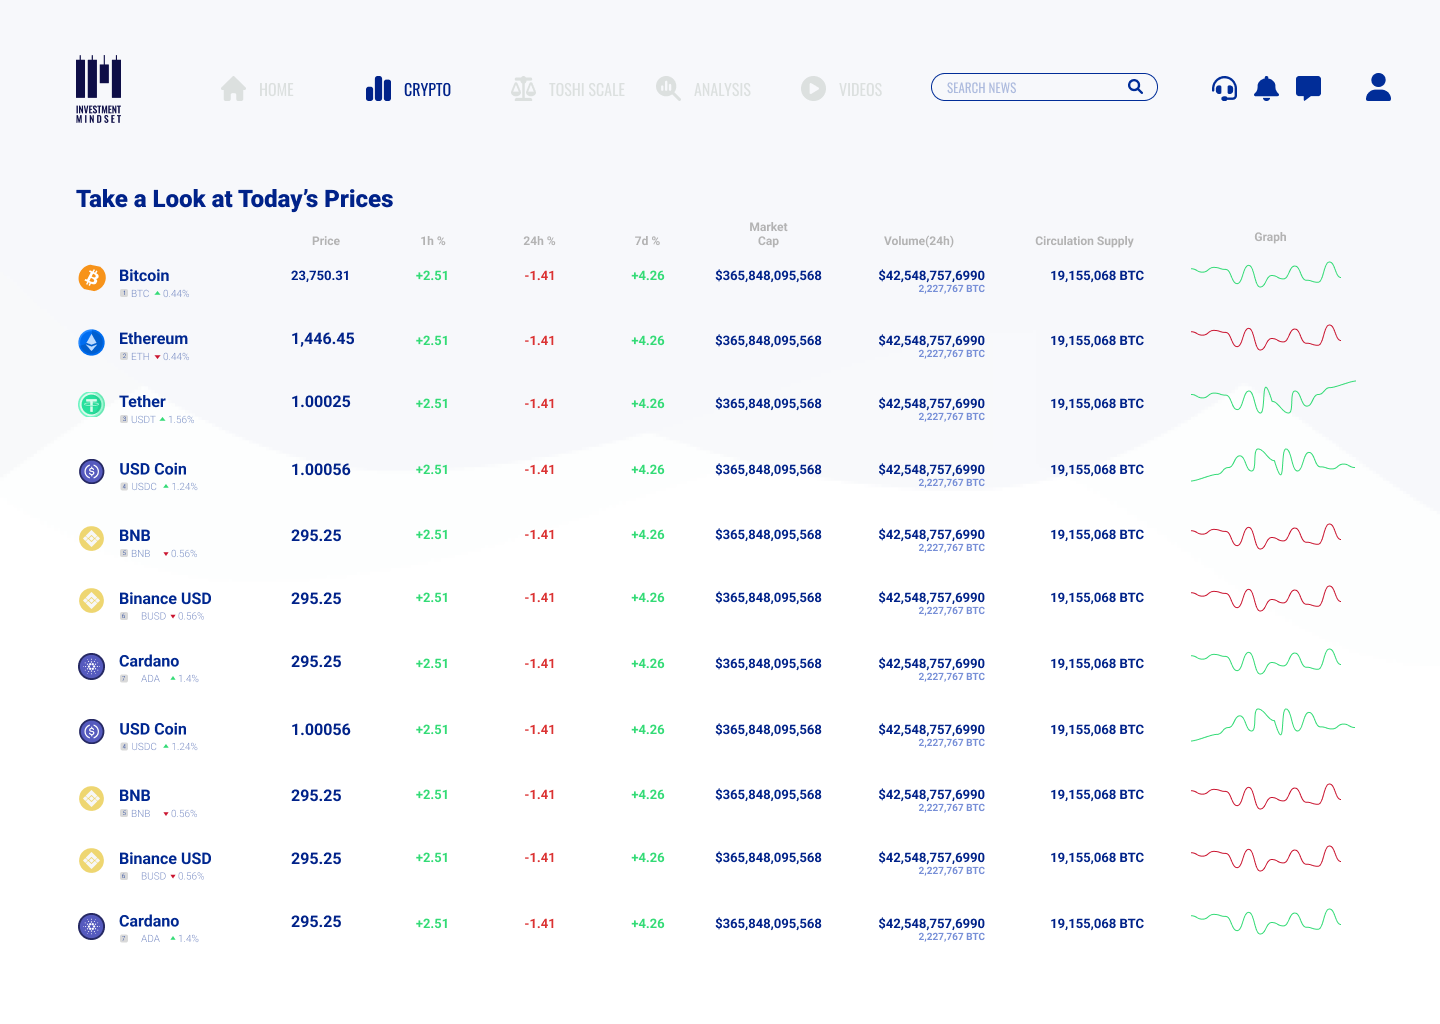 INVESTMENT
MINDSET
HOME
CRYPTO
TOSHI SCALE
ANALYSIS
VIDEOS
SEARCH NEWS
Take a Look at Today’s Prices
Price 1h % 24h % 7d % Market Cap Volume(24h) Circulation Supply Graph
Bitcoin 23,750.31 +2.51 -1.41 +4.26 $365,848,095,568 $42,548,757,6990 19,155,068 BTC
1 BTC 0.44% 2,227,767 BTC
Ethereum 1,446.45 +2.51 -1.41 +4.26 $365,848,095,568 $42,548,757,6990 19,155,068 BTC
2 ETH 0.44% 2,227,767 BTC
Tether 1.00025 +2.51 -1.41 +4.26 $365,848,095,568 $42,548,757,6990 19,155,068 BTC
3 USDT 1.56% 2,227,767 BTC
USD Coin 1.00056 +2.51 -1.41 +4.26 $365,848,095,568 $42,548,757,6990 19,155,068 BTC
4 USDC 1.24% 2,227,767 BTC
BNB 295.25 +2.51 -1.41 +4.26 $365,848,095,568 $42,548,757,6990 19,155,068 BTC
5 BNB 0.56% 2,227,767 BTC
Binance USD 295.25 +2.51 -1.41 +4.26 $365,848,095,568 $42,548,757,6990 19,155,068 BTC
6 BUSD 0.56% 2,227,767 BTC
Cardano 295.25 +2.51 -1.41 +4.26 $365,848,095,568 $42,548,757,6990 19,155,068 BTC
7 ADA 1.4% 2,227,767 BTC
USD Coin 1.00056 +2.51 -1.41 +4.26 $365,848,095,568 $42,548,757,6990 19,155,068 BTC
4 USDC 1.24% 2,227,767 BTC
BNB 295.25 +2.51 -1.41 +4.26 $365,848,095,568 $42,548,757,6990 19,155,068 BTC
5 BNB 0.56% 2,227,767 BTC
Binance USD 295.25 +2.51 -1.41 +4.26 $365,848,095,568 $42,548,757,6990 19,155,068 BTC
6 BUSD 0.56% 2,227,767 BTC
Cardano 295.25 +2.51 -1.41 +4.26 $365,848,095,568 $42,548,757,6990 19,155,068 BTC
7 ADA 1.4% 2,227,767 BTC